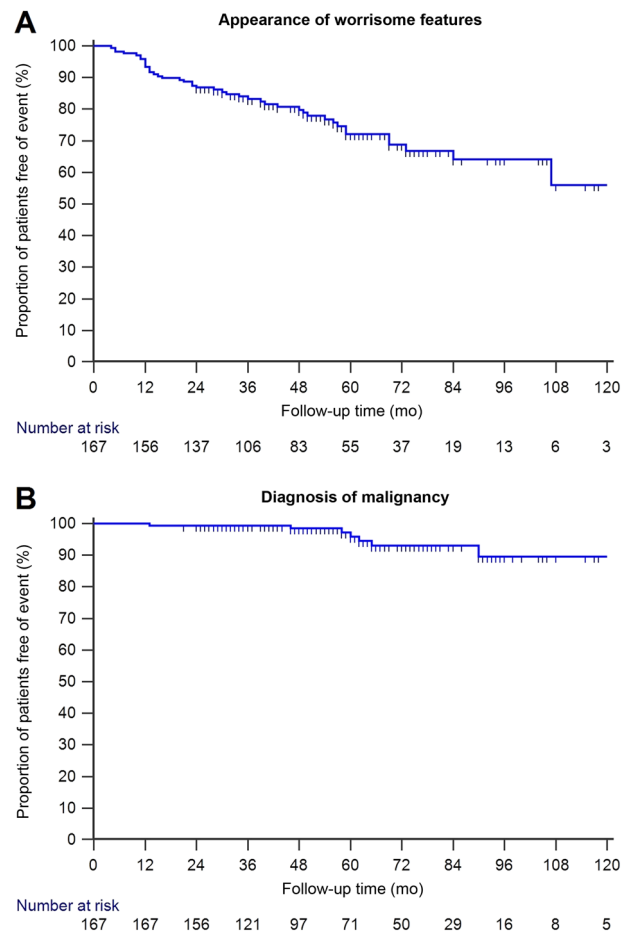 A
Appearance of worrisome features
Proportion of patients free of event (%)
100
90
80
70
60
50
40
30
20
10
0
0 12 24 36 48 60 72 84 96 108 120
Follow-up time (mo)
Number at risk
167 156 137 106 83 55 37 19 13 6 3
B
Diagnosis of malignancy
Proportion of patients free of event (%)
100
90
80
70
60
50
40
30
20
10
0
0 12 24 36 48 60 72 84 96 108 120
Follow-up time (mo)
Number at risk
167 167 156 121 97 71 50 29 16 8 5